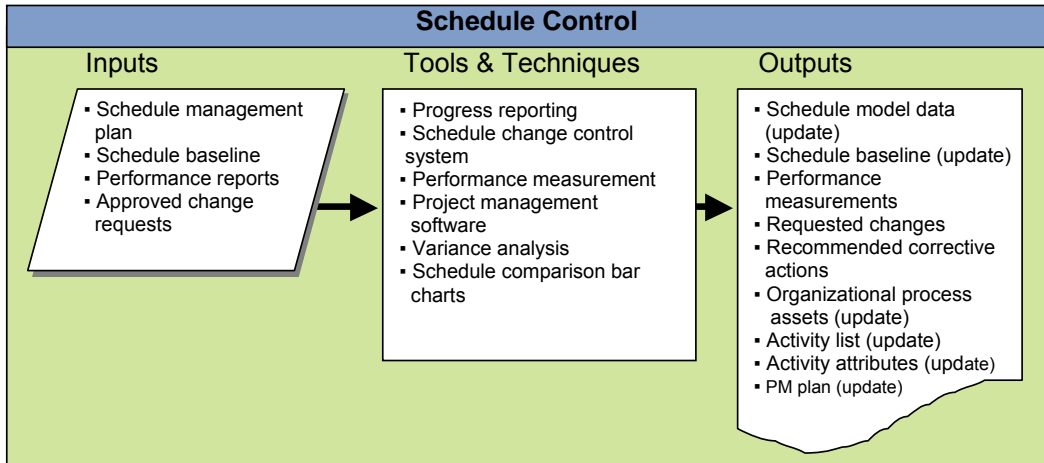 Schedule Control
Inputs
▪ Schedule management
plan
▪ Schedule baseline
▪ Performance reports
▪ Approved change
requests
Tools & Techniques
▪ Progress reporting
▪ Schedule change control
system
▪ Performance measurement
▪ Project management
software
▪ Variance analysis
▪ Schedule comparison bar
charts
Outputs
▪ Schedule model data
(update)
▪ Schedule baseline (update)
▪ Performance
measurements
▪ Requested changes
▪ Recommended corrective
actions
▪ Organizational process
assets (update)
▪ Activity list (update)
▪ Activity attributes (update)
▪ PM plan (update)